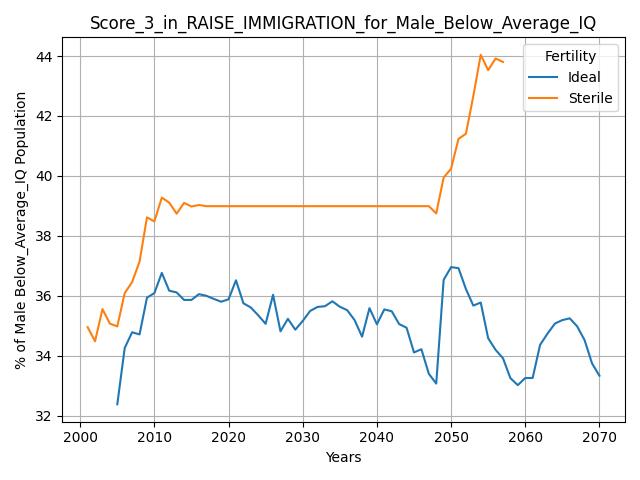 Score_3_in_RAISE_IMMIGRATION_for_Male_Below_Average_IQ
Fertility
Ideal
Sterile
% of Male Below_Average_IQ Population
44
42
40
38
36
34
32
2000 2010 2020 2030 2040 2050 2060 2070
Years